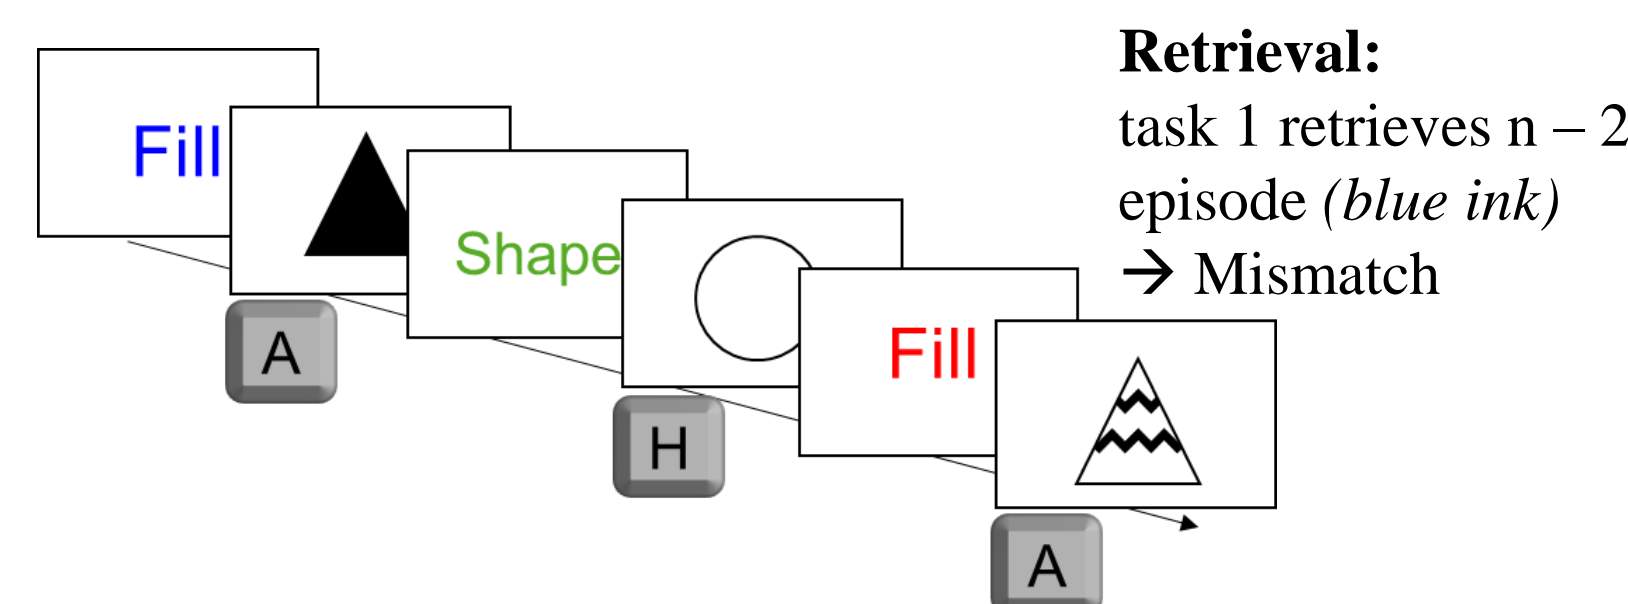 Fill
A
Shape
H
Fill
A
Retrieval:
task 1 retrieves n – 2
episode (blue ink)
→ Mismatch